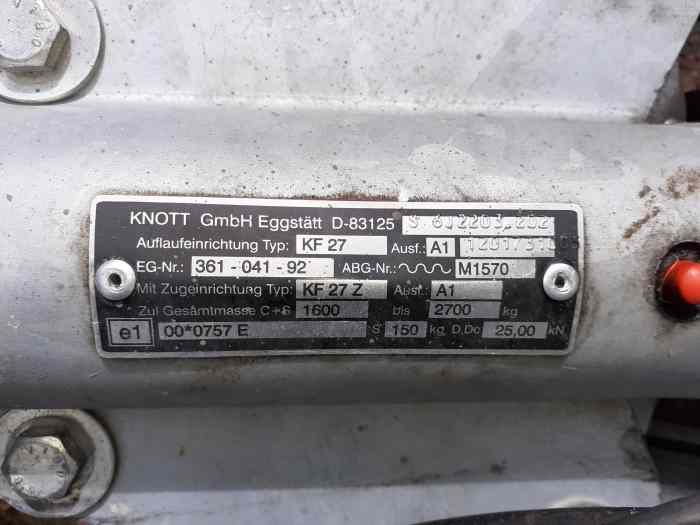 KNOTT GmbH Eggstätt D-83125 S 6J2203.202
Auflaufeinrichtung Typ: KF 27 Ausf.: A1
EG-Nr.: 361 - 041 - 92 ABG-Nr.: M1570
Mit Zugeinrichtung Typ: KF 27 Z Ausf.: A1
Zul Gesamtmasse C+S 1600 bis 2700 kg
e1 00*0757 E S 150 kg D,Dc 25,00 kN